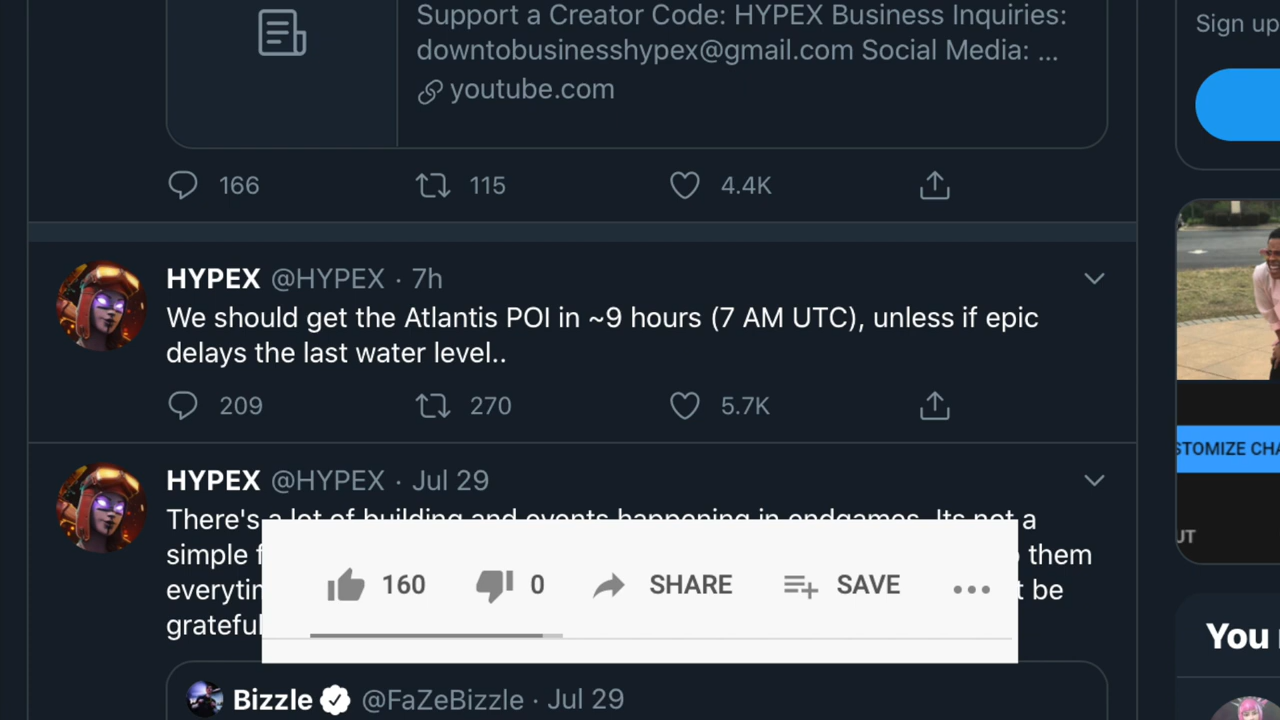 Support a Creator Code: HYPEX Business Inquiries:
downtobusinesshypex@gmail.com Social Media: ...
youtube.com
Sign up
166 115 4.4K
HYPEX @HYPEX · 7h
We should get the Atlantis POI in ~9 hours (7 AM UTC), unless if epic
delays the last water level..
209 270 5.7K
STOMIZE CHA
UT
HYPEX @HYPEX · Jul 29
There's a lot of building and events happening in endgames. Its not a
simple them
everytin be
grateful
160 0 SHARE SAVE ...
You
Bizzle @FaZeBizzle · Jul 29